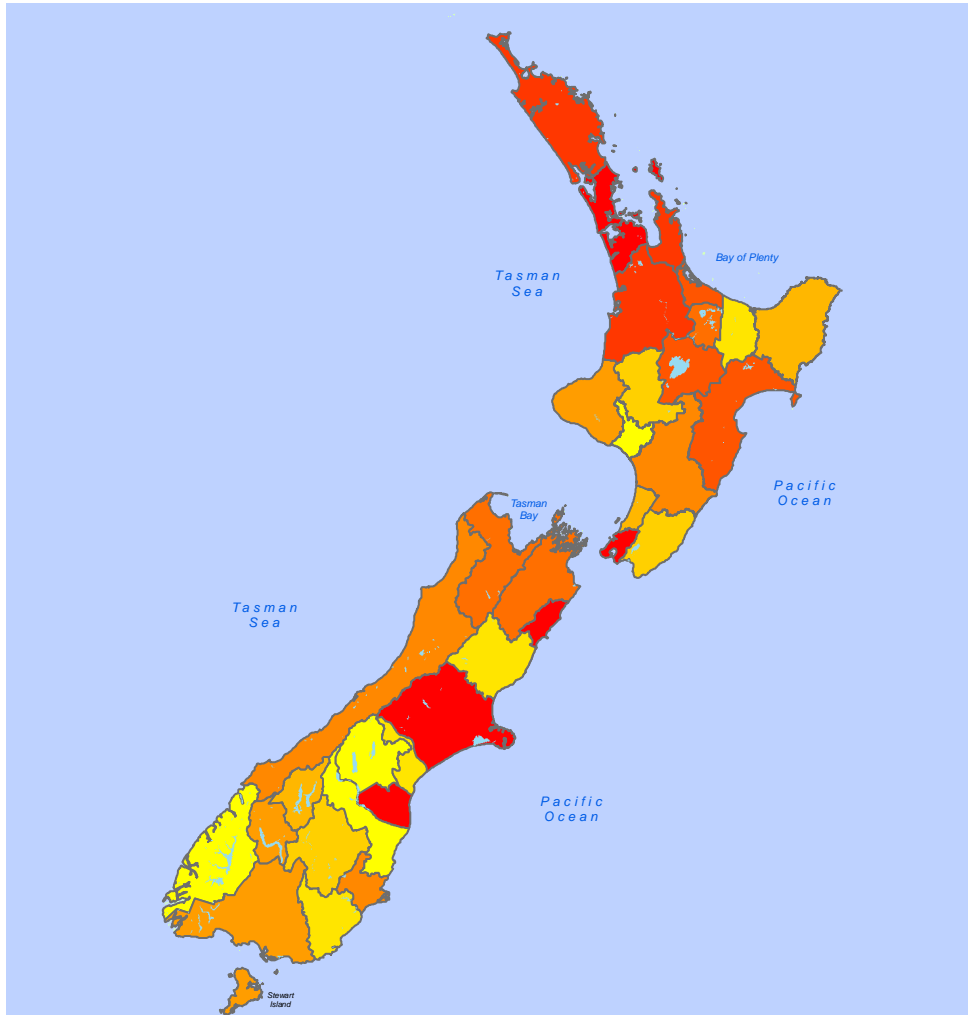 Bay of Plenty
Tasman
Sea
Pacific
Ocean
Tasman
Bay
Tasman
Sea
Pacific
Ocean
Stewart
Island